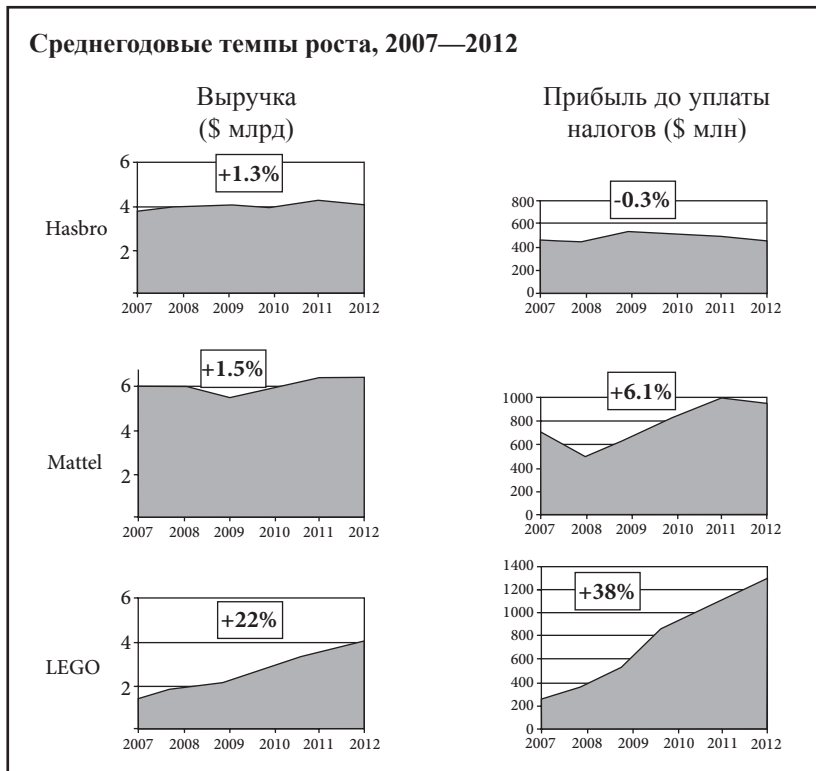 Среднегодовые темпы роста, 2007—2012
Выручка
($ млрд)
Прибыль до уплаты
налогов ($ млн)
Hasbro
6
4
2
+1.3%
2007 2008 2009 2010 2011 2012
800
600
400
200
0
-0.3%
2007 2008 2009 2010 2011 2012
Mattel
6
4
2
+1.5%
2007 2008 2009 2010 2011 2012
1000
800
600
400
200
0
+6.1%
2007 2008 2009 2010 2011 2012
LEGO
6
4
2
+22%
2007 2008 2009 2010 2011 2012
1400
1200
1000
800
600
400
200
0
+38%
2007 2008 2009 2010 2011 2012